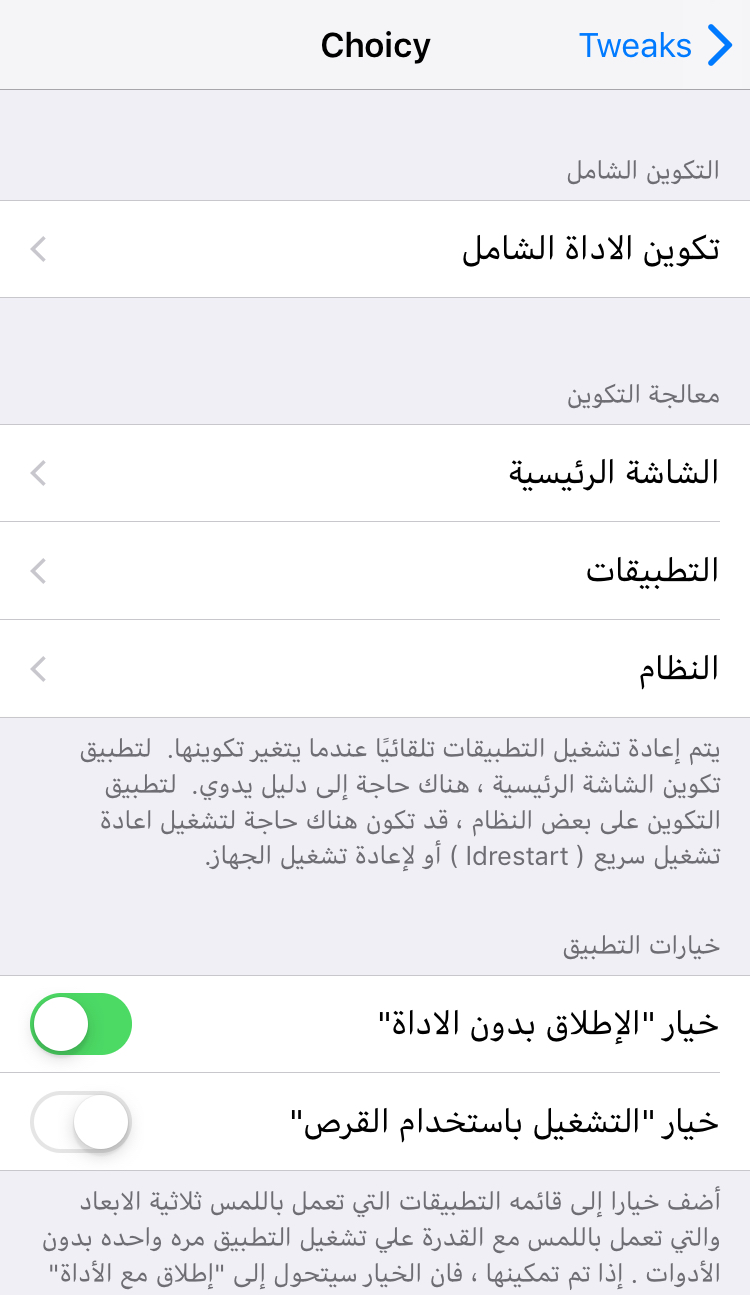 Tweaks
Choicy
التكوين الشامل
تكوين الاداة الشامل
معالجة التكوين
الشاشة الرئيسية
التطبيقات
النظام
يتم إعادة تشغيل التطبيقات تلقائيًا عندما يتغير تكوينها. لتطبيق
تكوين الشاشة الرئيسية ، هناك حاجة إلى دليل يدوي. لتطبيق
التكوين على بعض النظام ، قد تكون هناك حاجة لتشغيل اعادة
تشغيل سريع ( ldrestart ) أو لإعادة تشغيل الجهاز.
خيارات التطبيق
خيار "الإطلاق بدون الاداة"
خيار "التشغيل باستخدام القرص"
أضف خيارا إلى قائمه التطبيقات التي تعمل باللمس ثلاثية الابعاد
والتي تعمل باللمس مع القدرة علي تشغيل التطبيق مره واحده بدون
الأدوات . إذا تم تمكينها ، فان الخيار سيتحول إلى "إطلاق مع الأداة"